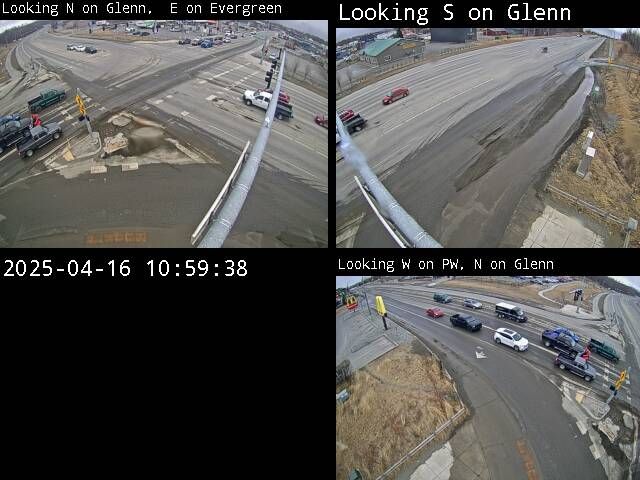 Looking N on Glenn,  E on Evergreen
Looking S on Glenn
2025-04-16 10:59:38
Looking W on PW, N on Glenn